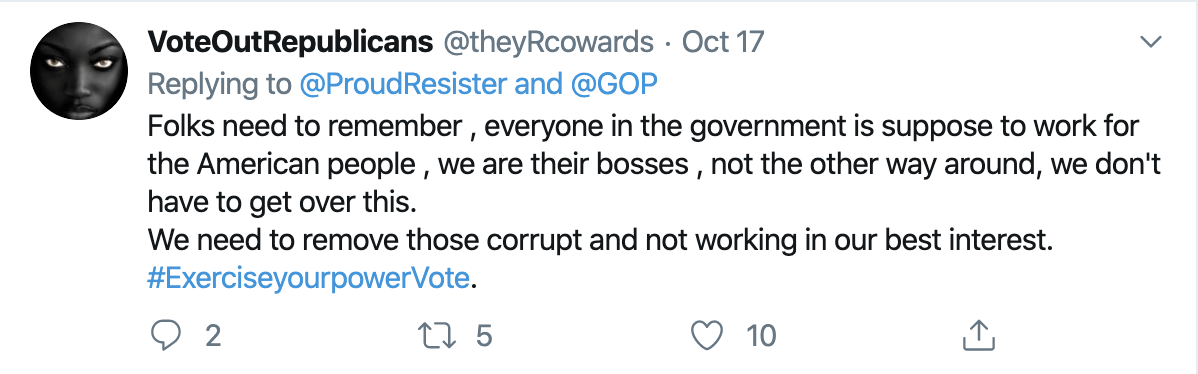 VoteOutRepublicans @theyRcowards · Oct 17
Replying to @ProudResister and @GOP
Folks need to remember , everyone in the government is suppose to work for
the American people , we are their bosses , not the other way around, we don't
have to get over this.
We need to remove those corrupt and not working in our best interest.
#ExerciseyourpowerVote.
2 5 10